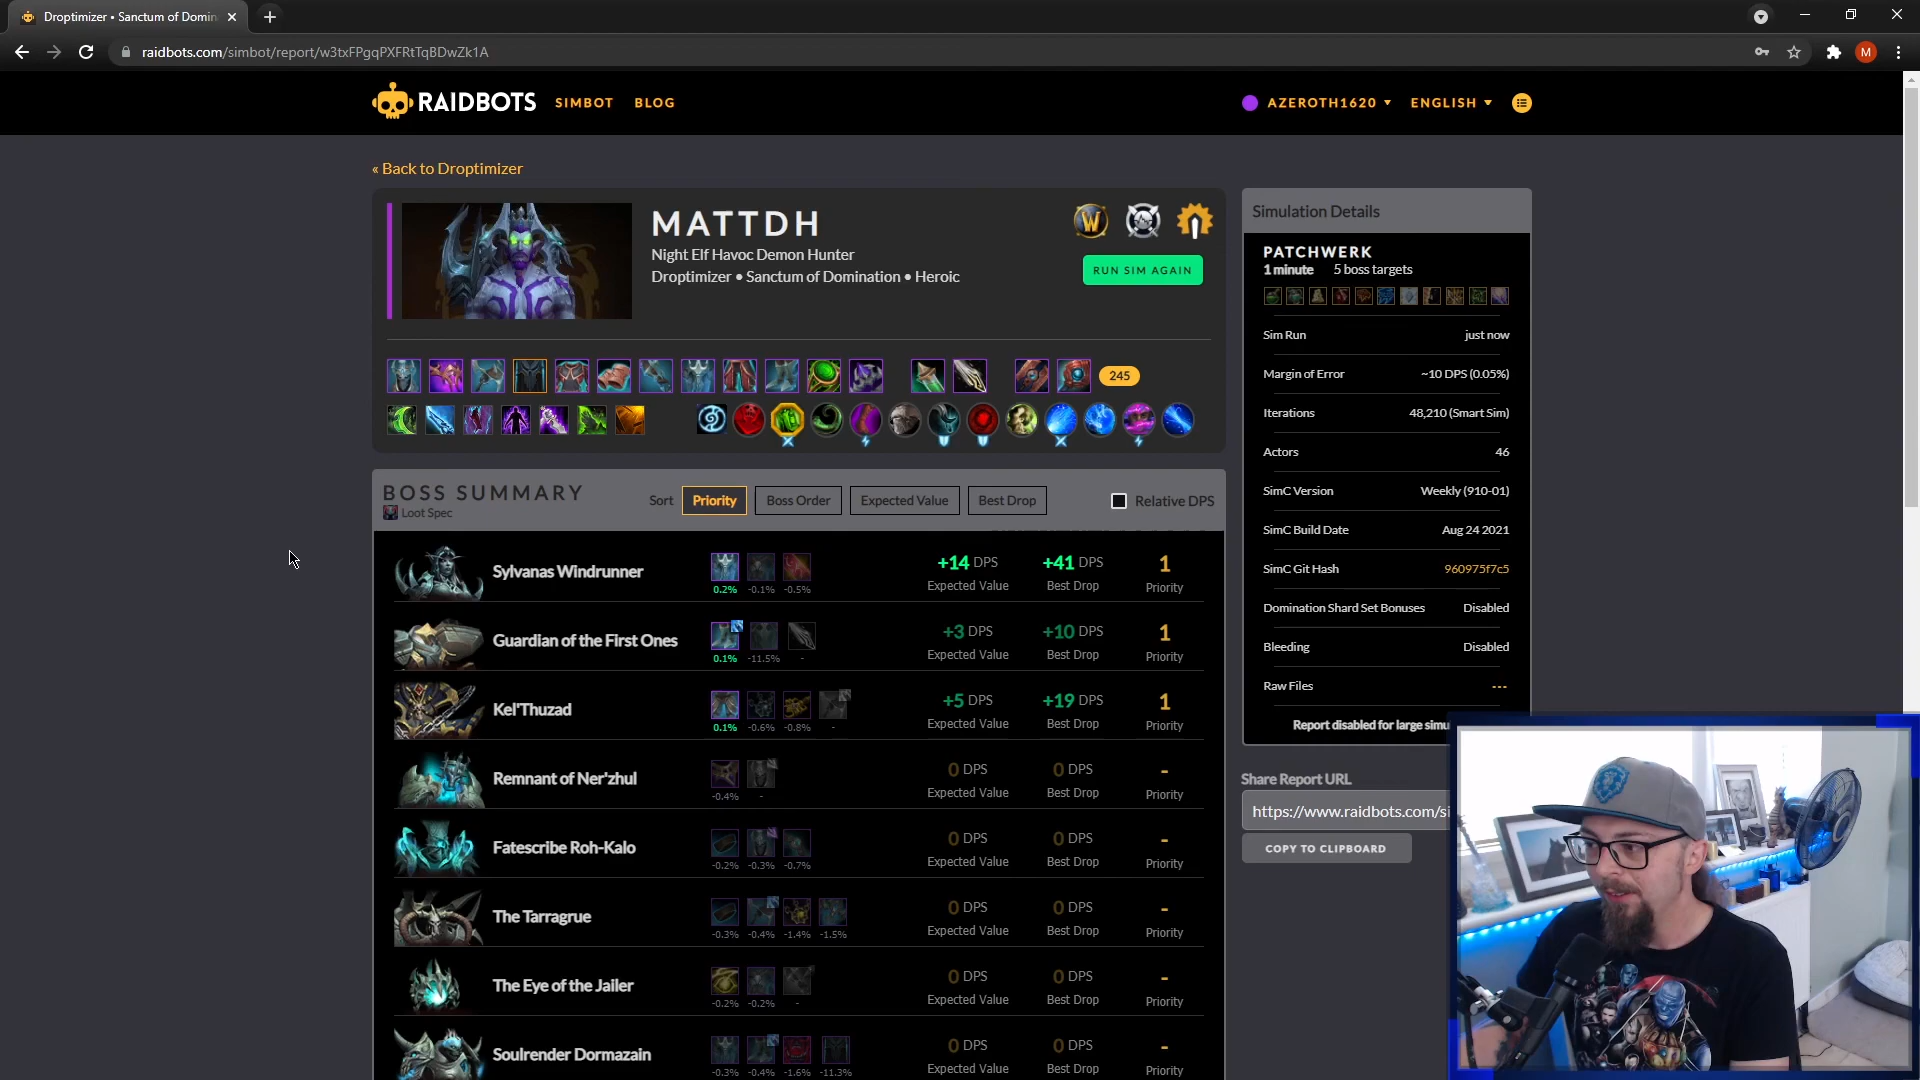 Droptimizer • Sanctum of Domin
raidbots.com/simbot/report/w3txFPgqPXFRtTqBDwZk1A
M
RAIDBOTS
SIMBOT
BLOG
AZEROTH1620
ENGLISH
« Back to Droptimizer
MATTDH
Night Elf Havoc Demon Hunter
Droptimizer • Sanctum of Domination • Heroic
RUN SIM AGAIN
245
BOSS SUMMARY
Loot Spec
Sort
Priority
Boss Order
Expected Value
Best Drop
Relative DPS
Sylvanas Windrunner
0.2% -0.1% -0.5%
+14 DPS
Expected Value
+41 DPS
Best Drop
1
Priority
Guardian of the First Ones
0.1% -11.5% -
+3 DPS
Expected Value
+10 DPS
Best Drop
1
Priority
Kel'Thuzad
0.1% -0.6% -0.8% -
+5 DPS
Expected Value
+19 DPS
Best Drop
1
Priority
Remnant of Ner'zhul
-0.4% -
0 DPS
Expected Value
0 DPS
Best Drop
-
Priority
Fatescribe Roh-Kalo
-0.2% -0.3% -0.7%
0 DPS
Expected Value
0 DPS
Best Drop
-
Priority
The Tarragrue
-0.3% -0.4% -1.4% -1.5%
0 DPS
Expected Value
0 DPS
Best Drop
-
Priority
The Eye of the Jailer
-0.2% -0.2% -
0 DPS
Expected Value
0 DPS
Best Drop
-
Priority
Soulrender Dormazain
-0.3% -0.4% -1.6% -11.3%
0 DPS
Expected Value
0 DPS
Best Drop
-
Priority
Simulation Details
PATCHWERK
1 minute 5 boss targets
Sim Run just now
Margin of Error ~10 DPS (0.05%)
Iterations 48,210 (Smart Sim)
Actors 46
SimC Version Weekly (910-01)
SimC Build Date Aug 24 2021
SimC Git Hash 960975f7c5
Domination Shard Set Bonuses Disabled
Bleeding Disabled
Raw Files ---
Report disabled for large simu
Share Report URL
https://www.raidbots.com/si
COPY TO CLIPBOARD